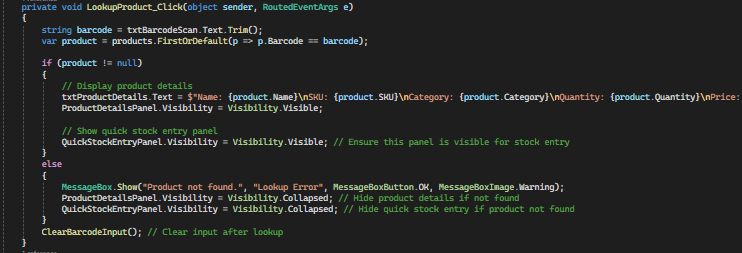 private void LookupProduct_Click(object sender, RoutedEventArgs e)
{
string barcode = txtBarcodeScan.Text.Trim();
var product = products.FirstOrDefault(p => p.Barcode == barcode);
if (product != null)
{
// Display product details
txtProductDetails.Text = $"Name: {product.Name}\nSKU: {product.SKU}\nCategory: {product.Category}\nQuantity: {product.Quantity}\nPrice:
ProductDetailsPanel.Visibility = Visibility.Visible;
// Show quick stock entry panel
QuickStockEntryPanel.Visibility = Visibility.Visible; // Ensure this panel is visible for stock entry
}
else
{
MessageBox.Show("Product not found.", "Lookup Error", MessageBoxButton.OK, MessageBoxImage.Warning);
ProductDetailsPanel.Visibility = Visibility.Collapsed; // Hide product details if not found
QuickStockEntryPanel.Visibility = Visibility.Collapsed; // Hide quick stock entry if product not found
}
ClearBarcodeInput(); // Clear input after lookup
}